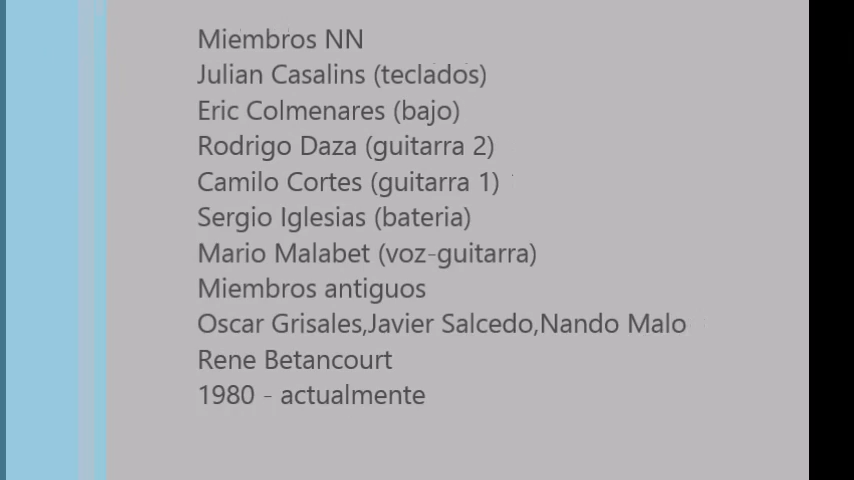 Miembros NN
Julian Casalins (teclados)
Eric Colmenares (bajo)
Rodrigo Daza (guitarra 2)
Camilo Cortes (guitarra 1)
Sergio Iglesias (bateria)
Mario Malabet (voz-guitarra)
Miembros antiguos
Oscar Grisales,Javier Salcedo,Nando Malo
Rene Betancourt
1980 - actualmente